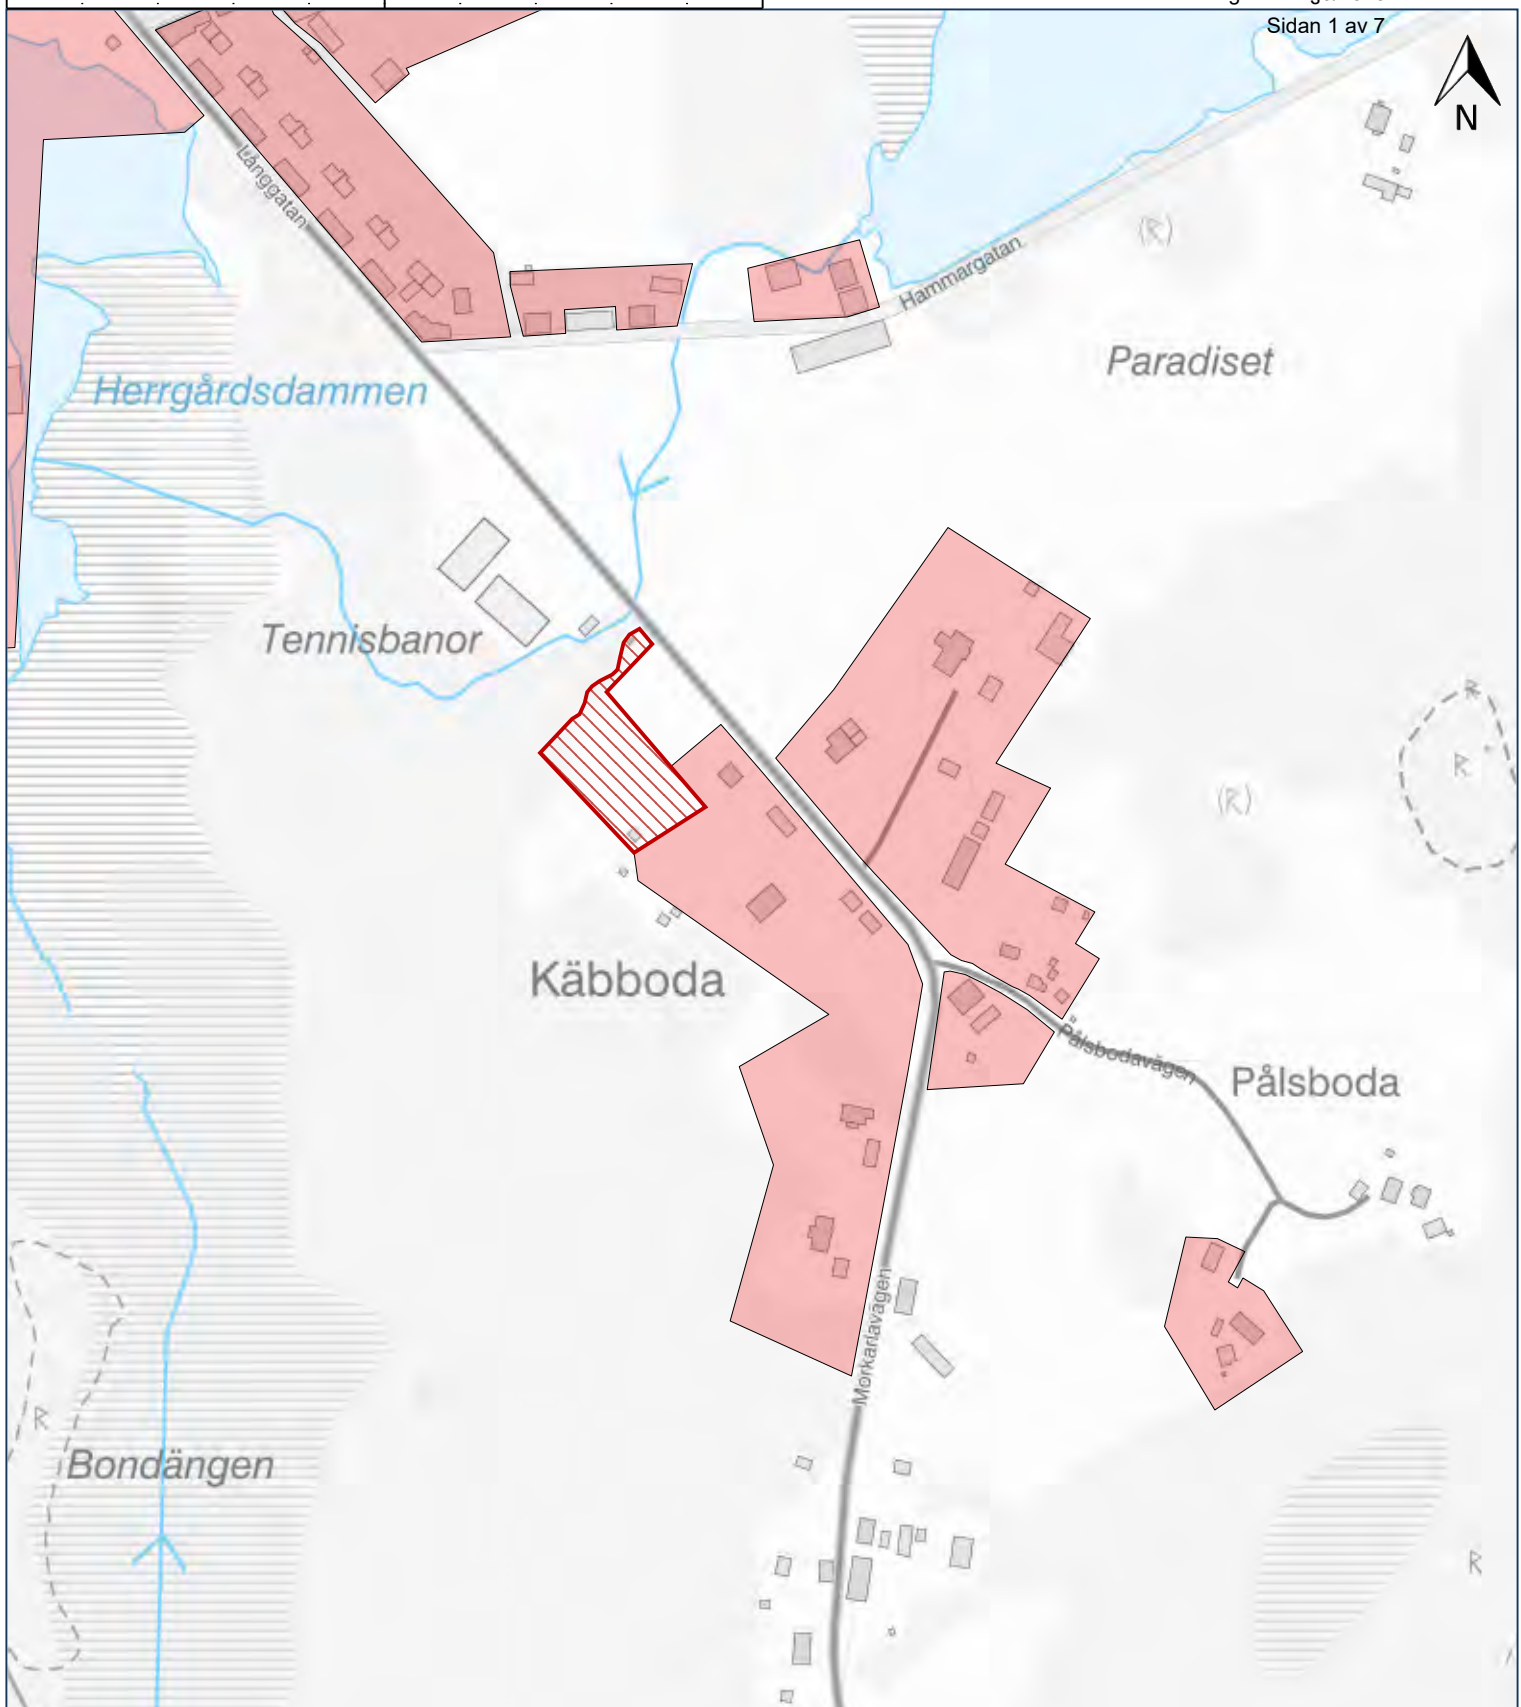 Sidan 1 av 7
N
Långgatan
(R)
Hammargatan
Paradiset
Herrgårdsdammen
Tennisbanor
R
R
(R)
Käbboda
Pålsbodavägen
Pålsboda
Morkarlavägen
R
Bondängen
R